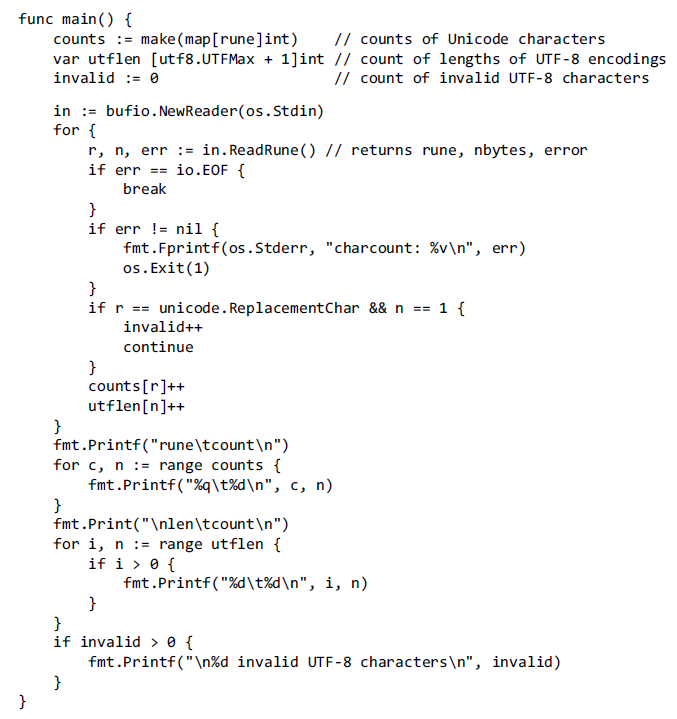 func main() {
    counts := make(map[rune]int)    // counts of Unicode characters
    var utflen [utf8.UTFMax + 1]int // count of lengths of UTF-8 encodings
    invalid := 0                    // count of invalid UTF-8 characters
    in := bufio.NewReader(os.Stdin)
    for {
        r, n, err := in.ReadRune() // returns rune, nbytes, error
        if err == io.EOF {
            break
        }
        if err != nil {
            fmt.Fprintf(os.Stderr, "charcount: %v\n", err)
            os.Exit(1)
        }
        if r == unicode.ReplacementChar && n == 1 {
            invalid++
            continue
        }
        counts[r]++
        utflen[n]++
    }
    fmt.Printf("rune\tcount\n")
    for c, n := range counts {
        fmt.Printf("%q\t%d\n", c, n)
    }
    fmt.Print("\nlen\tcount\n")
    for i, n := range utflen {
        if i > 0 {
            fmt.Printf("%d\t%d\n", i, n)
        }
    }
    if invalid > 0 {
        fmt.Printf("\n%d invalid UTF-8 characters\n", invalid)
    }
}